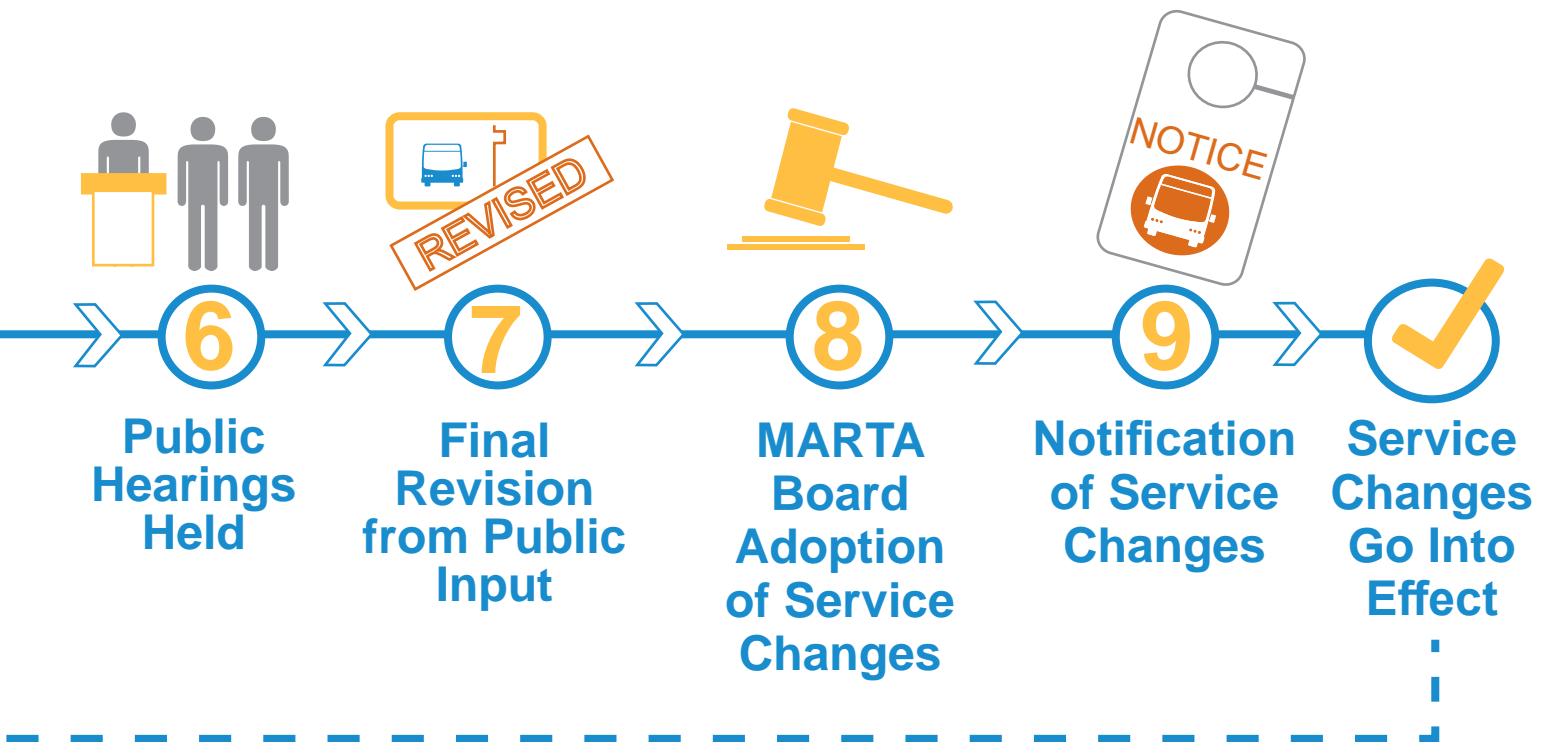 NOTICE
REVISED
6
7
8
9
Public
Hearings
Held
Final
Revision
from Public
Input
MARTA
Board
Adoption
of Service
Changes
Notification
of Service
Changes
Service
Changes
Go Into
Effect